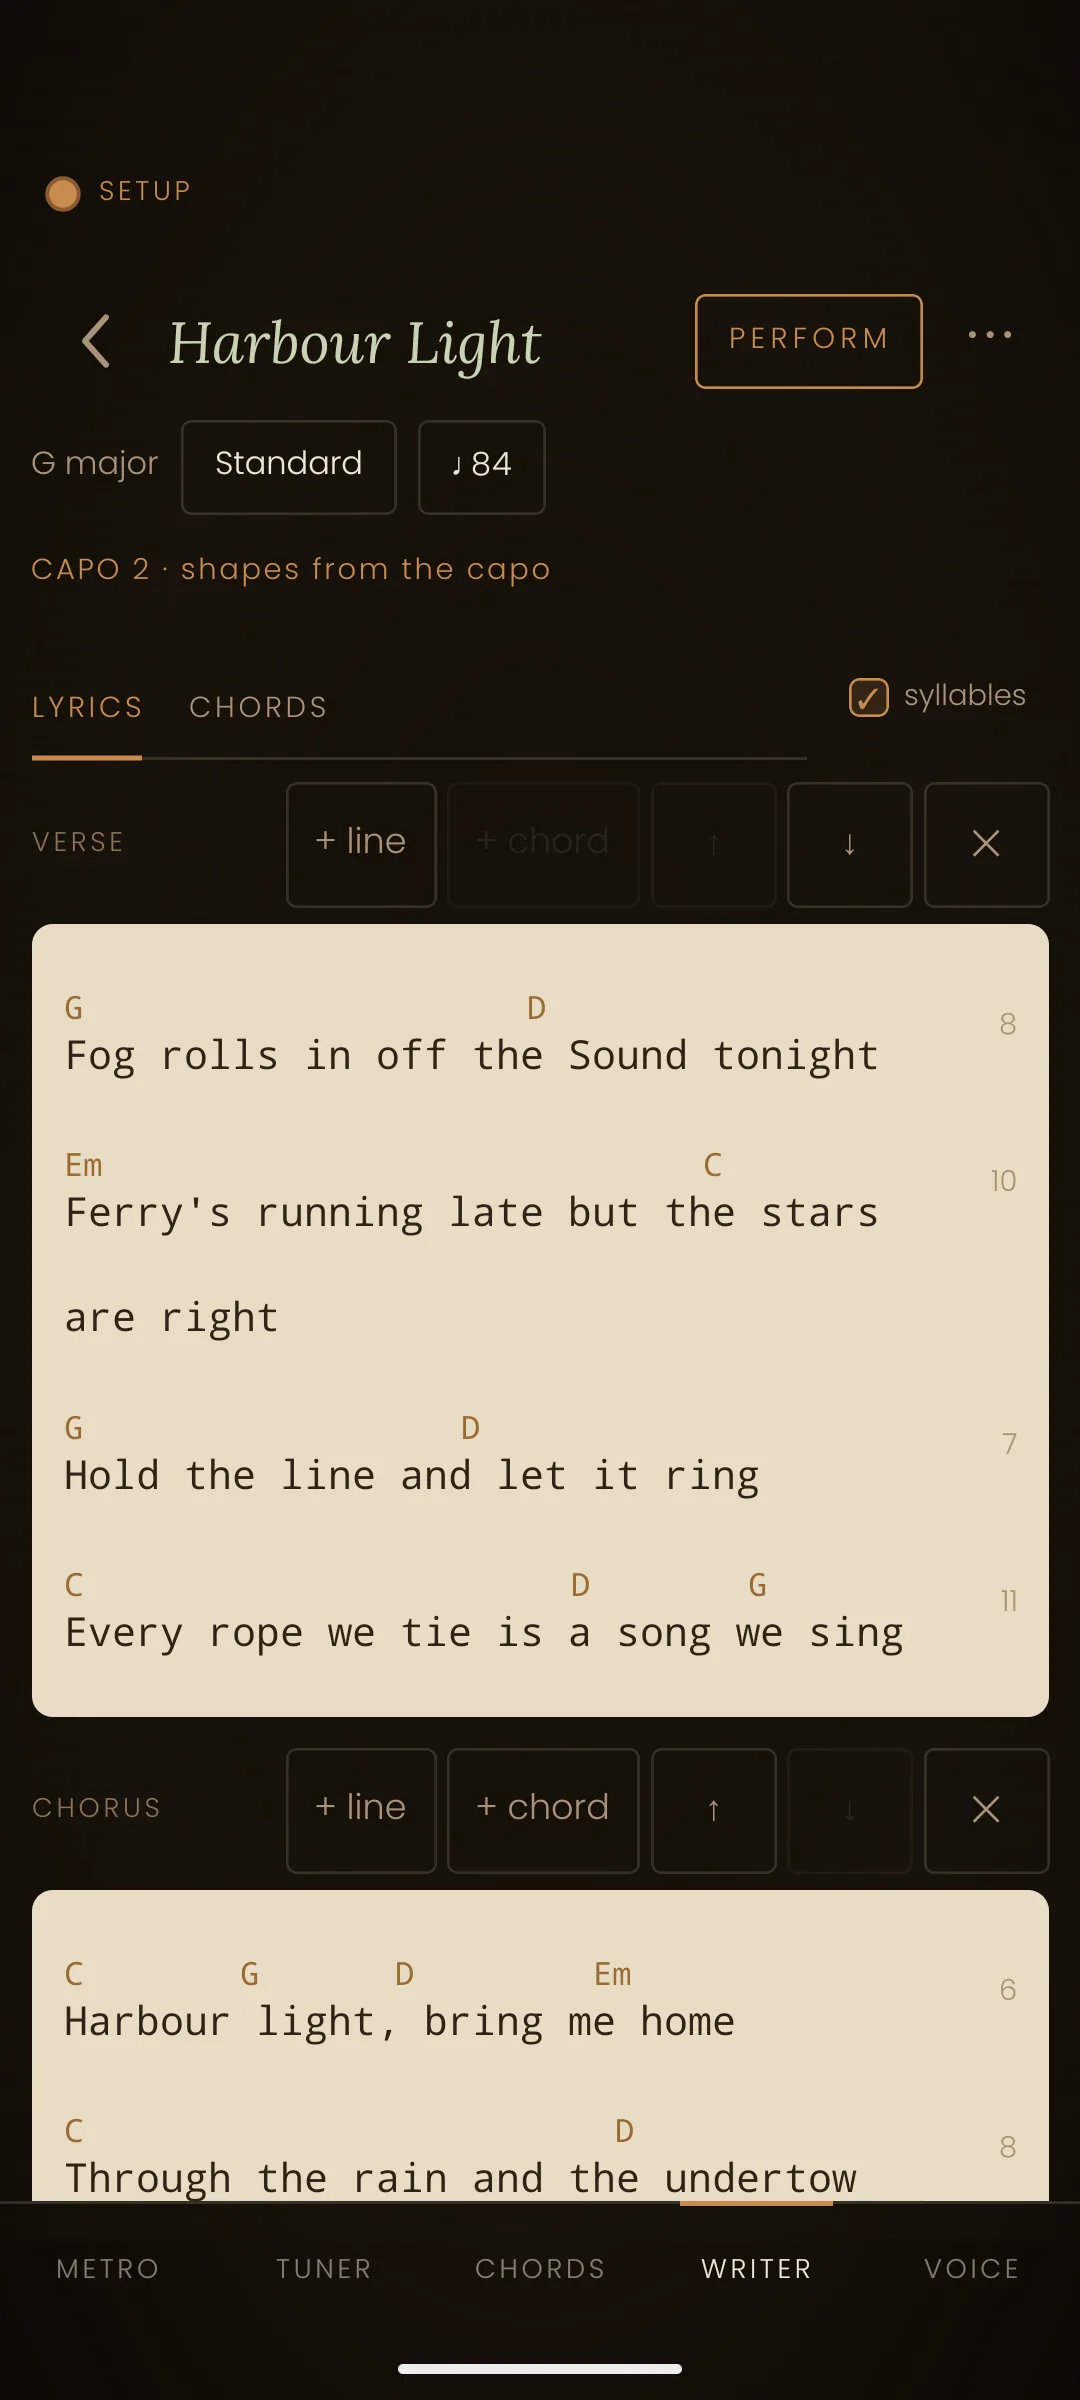 SETUP
Harbour Light
PERFORM
G major Standard ♩84
CAPO 2 · shapes from the capo
LYRICS CHORDS ✓ syllables
VERSE + line + chord ↑ ↓ ×
G D 8
Fog rolls in off the Sound tonight
Em C 10
Ferry's running late but the stars
are right
G D 7
Hold the line and let it ring
C D G 11
Every rope we tie is a song we sing
CHORUS + line + chord ↑ ↓ ×
C G D Em 6
Harbour light, bring me home
C D 8
Through the rain and the undertow
METRO TUNER CHORDS WRITER VOICE